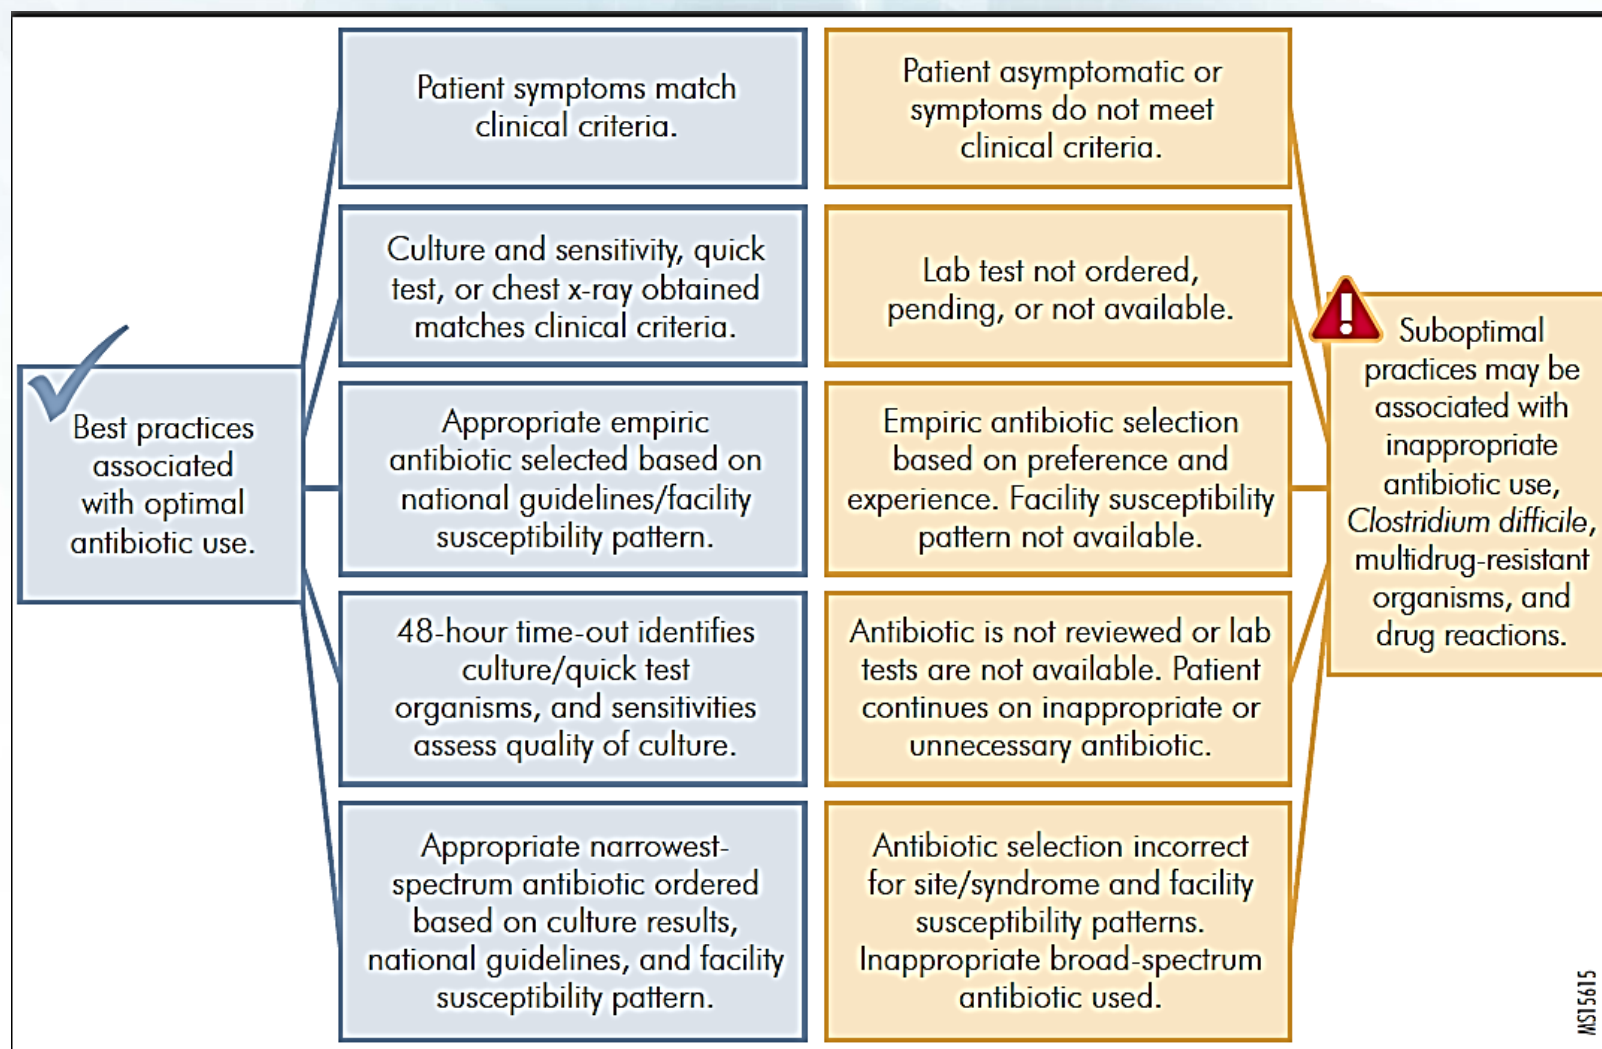 Best practices
associated
with optimal
antibiotic use.
Patient symptoms match
clinical criteria.
Culture and sensitivity, quick
test, or chest x-ray obtained
matches clinical criteria.
Appropriate empiric
antibiotic selected based on
national guidelines/facility
susceptibility pattern.
48-hour time-out identifies
culture/quick test
organisms, and sensitivities
assess quality of culture.
Appropriate narrowest-
spectrum antibiotic ordered
based on culture results,
national guidelines, and facility
susceptibility pattern.
Patient asymptomatic or
symptoms do not meet
clinical criteria.
Lab test not ordered,
pending, or not available.
Empiric antibiotic selection
based on preference and
experience. Facility susceptibility
pattern not available.
Antibiotic is not reviewed or lab
tests are not available. Patient
continues on inappropriate or
unnecessary antibiotic.
Antibiotic selection incorrect
for site/syndrome and facility
susceptibility patterns.
Inappropriate broad-spectrum
antibiotic used.
!
Suboptimal
practices may be
associated with
inappropriate
antibiotic use,
Clostridium difficile,
multidrug-resistant
organisms, and
drug reactions.
MS15615